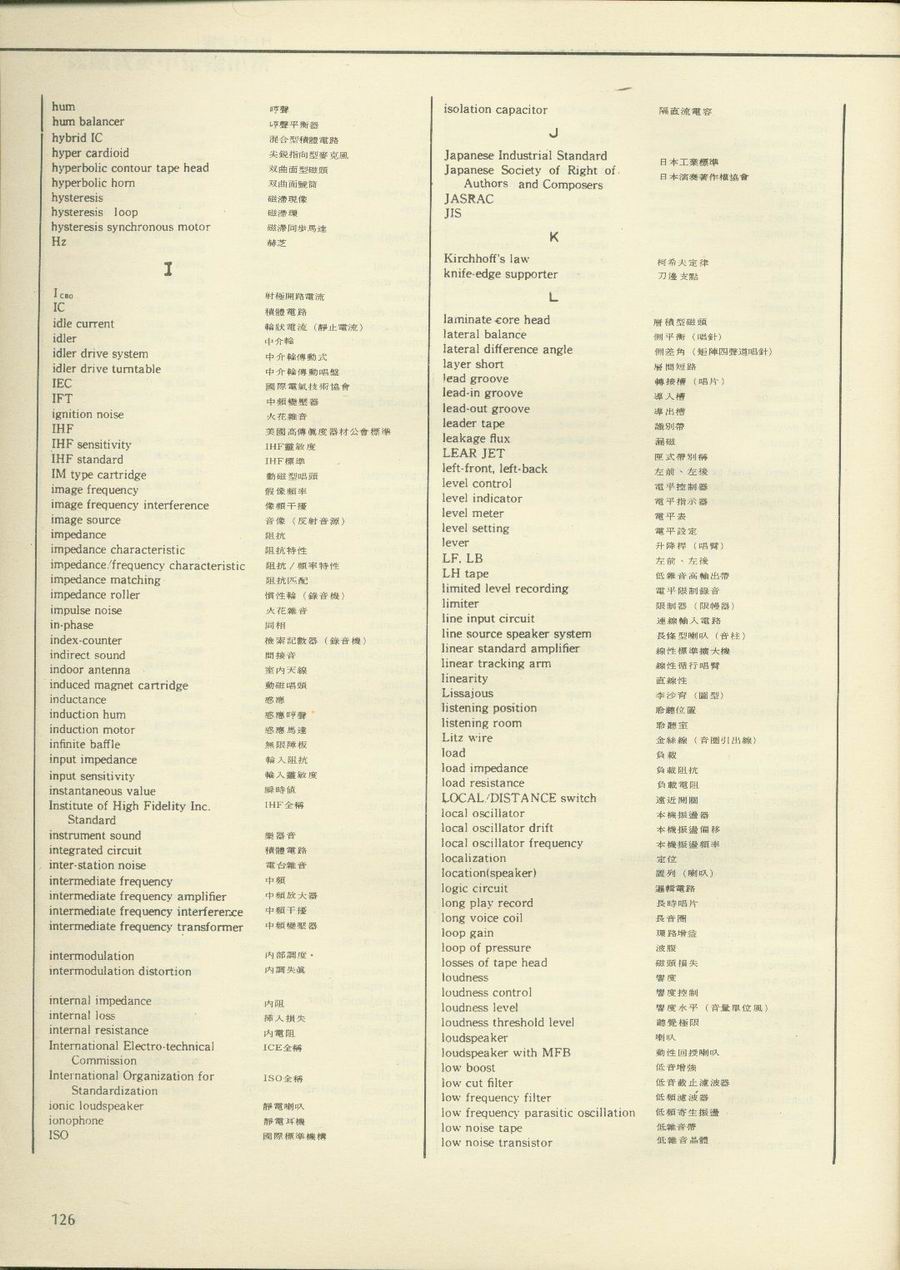 hum 哼聲
hum balancer 哼聲平衡器
hybrid IC 混合型積體電路
hyper cardioid 尖銳指向型麥克風
hyperbolic contour tape head 双曲面型磁頭
hyperbolic horn 双曲面號筒
hysteresis 磁滯現像
hysteresis loop 磁滯環
hysteresis synchronous motor 磁滯同步馬達
Hz 赫芝
I
ICBO 射極開路電流
IC 積體電路
idle current 輪狀電流（靜止電流）
idler 中介輪
idler drive system 中介輪傳動式
idler drive turntable 中介輪傳動唱盤
IEC 國際電氣技術協會
IFT 中頻變壓器
ignition noise 火花雜音
IHF 美國高傳眞度器材公會標準
IHF sensitivity IHF靈敏度
IHF standard IHF標準
IM type cartridge 動磁型唱頭
image frequency 假像頻率
image frequency interference 像頻干擾
image source 音像（反射音源）
impedance 阻抗
impedance characteristic 阻抗特性
impedance/frequency characteristic 阻抗／頻率特性
impedance matching 阻抗匹配
impedance roller 慣性輪（錄音機）
impulse noise 火花雜音
in-phase 同相
index-counter 檢索記數器（錄音機）
indirect sound 間接音
indoor antenna 室内天線
induced magnet cartridge 動磁唱頭
inductance 感應
induction hum 感應哼聲
induction motor 感應馬達
infinite baffle 無限障板
input impedance 輸入阻抗
input sensitivity 輸入靈敏度
instantaneous value 瞬時值
Institute of High Fidelity Inc. IHF全稱
Standard
instrument sound 樂器音
integrated circuit 積體電路
inter-station noise 電台雜音
intermediate frequency 中頻
intermediate frequency amplifier 中頻放大器
intermediate frequency interference 中頻干擾
intermediate frequency transformer 中頻變壓器
intermodulation 内部調度
intermodulation distortion 内調失眞
internal impedance 内阻
internal loss 插入損失
internal resistance 内電阻
International Electro-technical ICE全稱
Commission
International Organization for ISO全稱
Standardization
ionic loudspeaker 靜電喇叭
ionophone 靜電耳機
ISO 國際標準機構
isolation capacitor 隔直流電容
J
Japanese Industrial Standard 日本工業標準
Japanese Society of Right of 日本演奏著作權協會
Authors and Composers
JASRAC
JIS
K
Kirchhoff's law 柯希夫定律
knife-edge supporter 刀邊支點
L
laminate core head 層積型磁頭
lateral balance 側平衡（唱針）
lateral difference angle 側差角（矩陣四聲道唱針）
layer short 層間短路
lead groove 轉接槽（唱片）
lead-in groove 導入槽
lead-out groove 導出槽
leader tape 識別帶
leakage flux 漏磁
LEAR JET 匣式帶別稱
left-front, left-back 左前、左後
level control 電平控制器
level indicator 電平指示器
level meter 電平表
level setting 電平設定
lever 升降桿（唱臂）
LF, LB 左前、左後
LH tape 低雜音高輸出帶
limited level recording 電平限制錄音
limiter 限制器（限幅器）
line input circuit 連線輸入電路
line source speaker system 長條型喇叭（音柱）
linear standard amplifier 線性標準擴大機
linear tracking arm 線性循行唱臂
linearity 直線性
Lissajous 李沙育（圖型）
listening position 聆聽位置
listening room 聆聽室
Litz wire 金絲線（音圈引出線）
load 負載
load impedance 負載阻抗
load resistance 負載電阻
LOCAL/DISTANCE switch 遠近開關
local oscillator 本機振盪器
local oscillator drift 本機振盪偏移
local oscillator frequency 本機振盪頻率
localization 定位
location(speaker) 置列（喇叭）
logic circuit 邏輯電路
long play record 長時唱片
long voice coil 長音圈
loop gain 環路增益
loop of pressure 波腹
losses of tape head 磁頭損失
loudness 響度
loudness control 響度控制
loudness level 響度水平（音量單位風）
loudness threshold level 聽覺極限
loudspeaker 喇叭
loudspeaker with MFB 動性回授喇叭
low boost 低音增強
low cut filter 低音截止濾波器
low frequency filter 低頻濾波器
low frequency parasitic oscillation 低頻寄生振盪
low noise tape 低雜音帶
low noise transistor 低雜音晶體
126